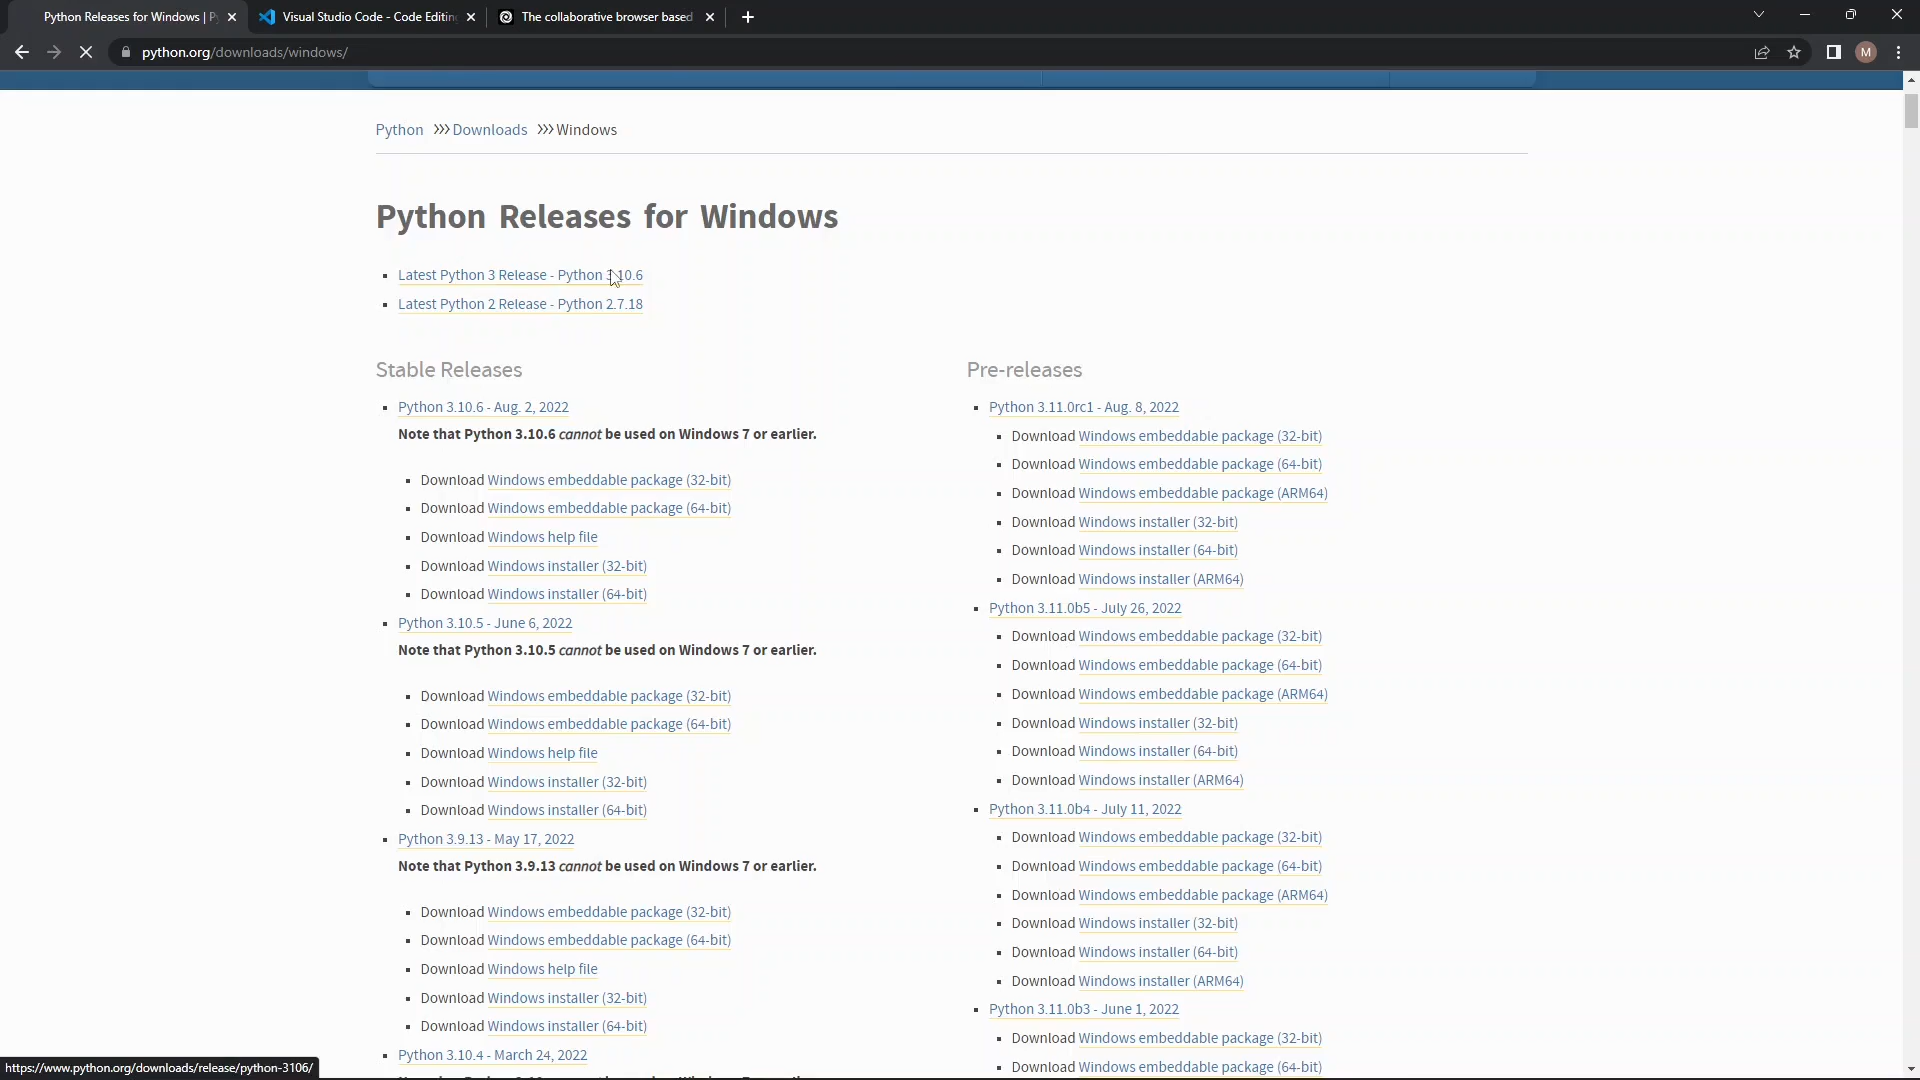 Python Releases for Windows | P
Visual Studio Code - Code Editing
The collaborative browser based
python.org/downloads/windows/
M
Python >>> Downloads >>> Windows
Python Releases for Windows
Latest Python 3 Release - Python 3.10.6
Latest Python 2 Release - Python 2.7.18
Stable Releases
Python 3.10.6 - Aug. 2, 2022
Note that Python 3.10.6 cannot be used on Windows 7 or earlier.
Download Windows embeddable package (32-bit)
Download Windows embeddable package (64-bit)
Download Windows help file
Download Windows installer (32-bit)
Download Windows installer (64-bit)
Python 3.10.5 - June 6, 2022
Note that Python 3.10.5 cannot be used on Windows 7 or earlier.
Download Windows embeddable package (32-bit)
Download Windows embeddable package (64-bit)
Download Windows help file
Download Windows installer (32-bit)
Download Windows installer (64-bit)
Python 3.9.13 - May 17, 2022
Note that Python 3.9.13 cannot be used on Windows 7 or earlier.
Download Windows embeddable package (32-bit)
Download Windows embeddable package (64-bit)
Download Windows help file
Download Windows installer (32-bit)
Download Windows installer (64-bit)
Python 3.10.4 - March 24, 2022
Pre-releases
Python 3.11.0rc1 - Aug. 8, 2022
Download Windows embeddable package (32-bit)
Download Windows embeddable package (64-bit)
Download Windows embeddable package (ARM64)
Download Windows installer (32-bit)
Download Windows installer (64-bit)
Download Windows installer (ARM64)
Python 3.11.0b5 - July 26, 2022
Download Windows embeddable package (32-bit)
Download Windows embeddable package (64-bit)
Download Windows embeddable package (ARM64)
Download Windows installer (32-bit)
Download Windows installer (64-bit)
Download Windows installer (ARM64)
Python 3.11.0b4 - July 11, 2022
Download Windows embeddable package (32-bit)
Download Windows embeddable package (64-bit)
Download Windows embeddable package (ARM64)
Download Windows installer (32-bit)
Download Windows installer (64-bit)
Download Windows installer (ARM64)
Python 3.11.0b3 - June 1, 2022
Download Windows embeddable package (32-bit)
Download Windows embeddable package (64-bit)
https://www.python.org/downloads/release/python-3106/